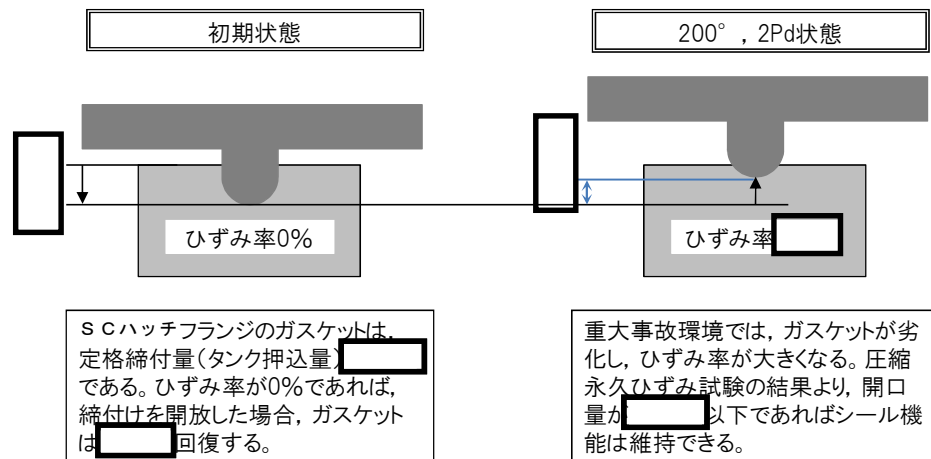 初期状態
200°，2Pd状態
ひずみ率0%
ひずみ率
ＳＣハッチフランジのガスケットは，
定格締付量(タンク押込量)
である。ひずみ率が0%であれば，
締付けを開放した場合，ガスケット
は 回復する。
重大事故環境では，ガスケットが劣
化し，ひずみ率が大きくなる。圧縮
永久ひずみ試験の結果より，開口
量が 以下であればシール機
能は維持できる。